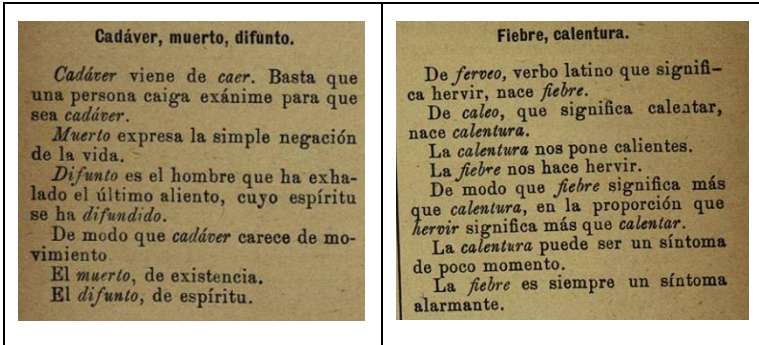 Cadáver, muerto, difunto.
Cadáver viene de caer. Basta que
una persona caiga exánime para que
sea cadáver.
Muerto expresa la simple negación
de la vida.
Difunto es el hombre que ha exha-
lado el último aliento, cuyo espíritu
se ha difundido.
De modo que cadáver carece de mo-
vimiento
El muerto, de existencia.
El difunto, de espíritu.
Fiebre, calentura.
De ferveo, verbo latino que signifi-
ca hervir, nace fiebre.
De caleo, que significa calentar,
nace calentura.
La calentura nos pone calientes.
La fiebre nos hace hervir.
De modo que fiebre significa más
que calentura, en la proporción que
hervir significa más que calentar.
La calentura puede ser un síntoma
de poco momento.
La fiebre es siempre un síntoma
alarmante.